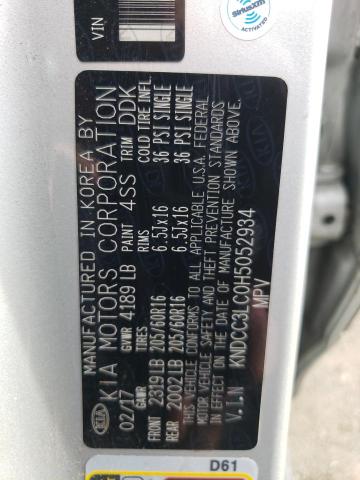 VIN
SiriusXM
ACTIVATED
MANUFACTURED IN KOREA BY
KIA KIA MOTORS CORPORATION
02/17 GVWR 4189 LB PAINT 4SS TRIM DDK
GAWR TIRES RIMS COLD TIRE INFL.
FRONT 2319 LB 205/60R16 6.5JX16 36 PSI SINGLE
REAR 2002 LB 205/60R16 6.5JX16 36 PSI SINGLE
THIS VEHICLE CONFORMS TO ALL APPLICABLE U.S.A. FEDERAL
MOTOR VEHICLE SAFETY AND THEFT PREVENTION STANDARDS
IN EFFECT ON THE DATE OF MANUFACTURE SHOWN ABOVE.
V.I.N KNDCC3LC0H5052934
MPV
D61